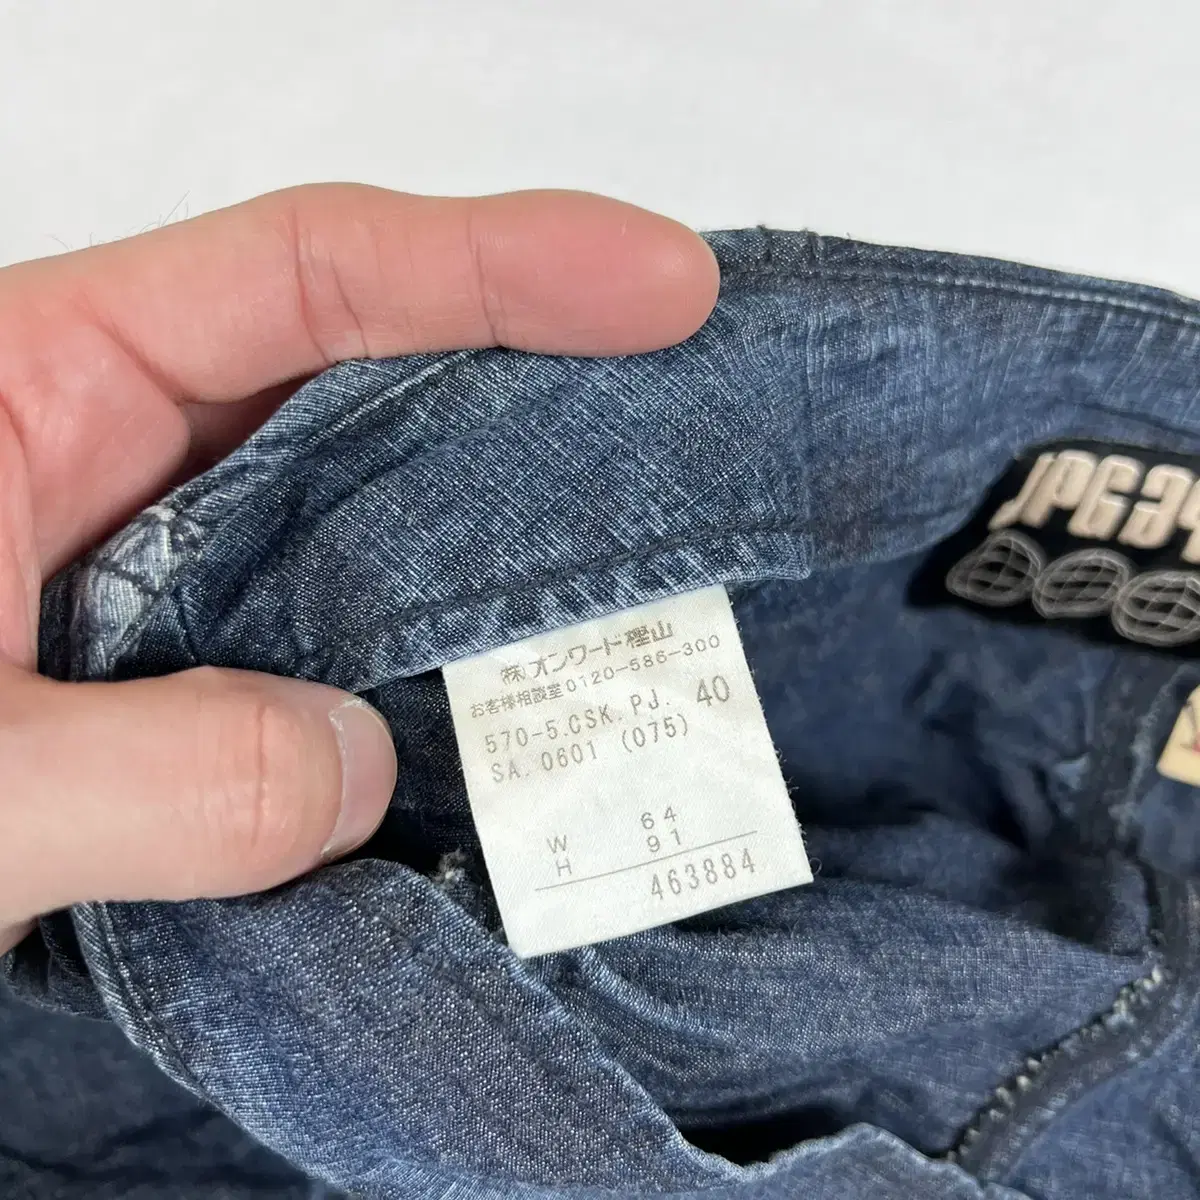 ㈱オンワード樫山
お客様相談室0120-586-300
570-5.CSK.PJ. 40
SA.0601 (075)
W 64
H 91
463884